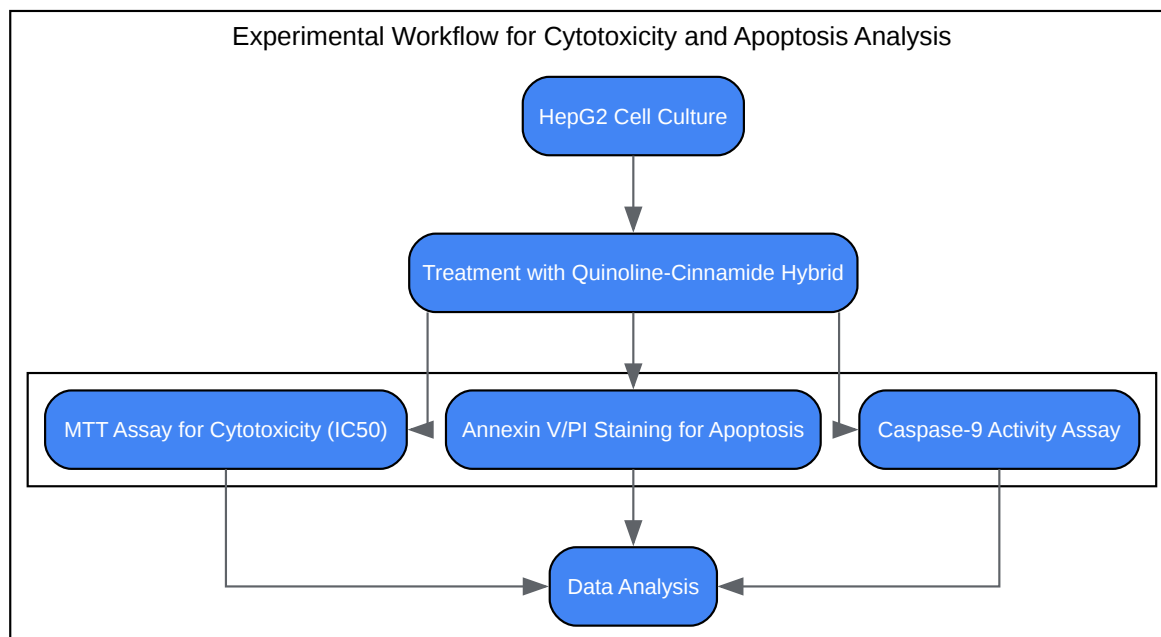 Experimental Workflow for Cytotoxicity and Apoptosis Analysis
HepG2 Cell Culture
Treatment with Quinoline-Cinnamide Hybrid
MTT Assay for Cytotoxicity (IC50)
Annexin V/PI Staining for Apoptosis
Caspase-9 Activity Assay
Data Analysis